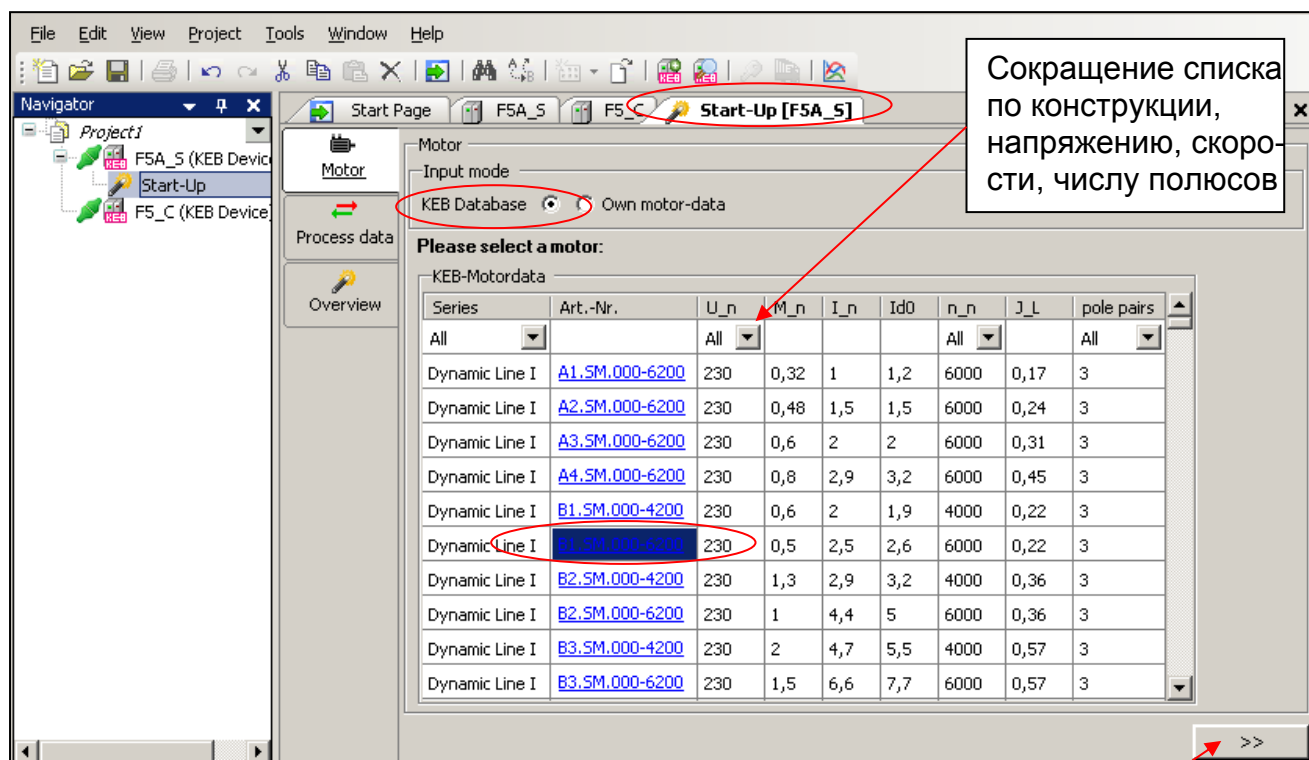 File Edit View Project Tools Window Help
Сокращение списка
по конструкции,
напряжению, скоро-
сти, числу полюсов
Navigator
Start Page F5A_S F5_C Start-Up [F5A_S]
Project1
F5A_S (KEB Devic
Start-Up
F5_C (KEB Device)
Motor
Process data
Overview
Motor
Input mode
KEB Database Own motor-data
Please select a motor:
KEB-Motordata
Series Art.-Nr. U_n M_n I_n Id0 n_n J_L pole pairs
All All All All
Dynamic Line I A1.SM.000-6200 230 0,32 1 1,2 6000 0,17 3
Dynamic Line I A2.SM.000-6200 230 0,48 1,5 1,5 6000 0,24 3
Dynamic Line I A3.SM.000-6200 230 0,6 2 2 6000 0,31 3
Dynamic Line I A4.SM.000-6200 230 0,8 2,9 3,2 6000 0,45 3
Dynamic Line I B1.SM.000-4200 230 0,6 2 1,9 4000 0,22 3
Dynamic Line I B1.SM.000-6200 230 0,5 2,5 2,6 6000 0,22 3
Dynamic Line I B2.SM.000-4200 230 1,3 2,9 3,2 4000 0,36 3
Dynamic Line I B2.SM.000-6200 230 1 4,4 5 6000 0,36 3
Dynamic Line I B3.SM.000-4200 230 2 4,7 5,5 4000 0,57 3
Dynamic Line I B3.SM.000-6200 230 1,5 6,6 7,7 6000 0,57 3
>>